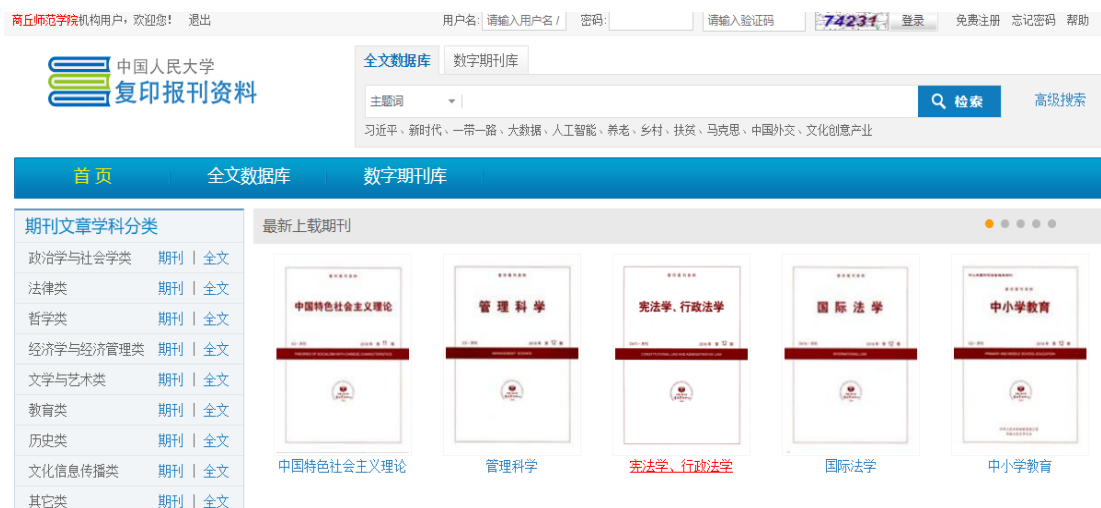 商丘师范学院机构用户，欢迎您! 退出 用户名: 请输入用户名 / 密码: 请输入验证码 74231 登录 免费注册 忘记密码 帮助
全文数据库 数字期刊库
中国人民大学
复印报刊资料
主题词 检索 高级搜索
习近平、新时代、一带一路、大数据、人工智能、养老、乡村、扶贫、马克思、中国外交、文化创意产业
首页 全文数据库 数字期刊库
期刊文章学科分类
政治学与社会学类 期刊 | 全文
法律类 期刊 | 全文
哲学类 期刊 | 全文
经济学与经济管理类 期刊 | 全文
文学与艺术类 期刊 | 全文
教育类 期刊 | 全文
历史类 期刊 | 全文
文化信息传播类 期刊 | 全文
其它类 期刊 | 全文
最新上载期刊
中国特色社会主义理论
管理科学
宪法学、行政法学
国际法学
中小学教育
中国特色社会主义理论 管理科学 宪法学、行政法学 国际法学 中小学教育